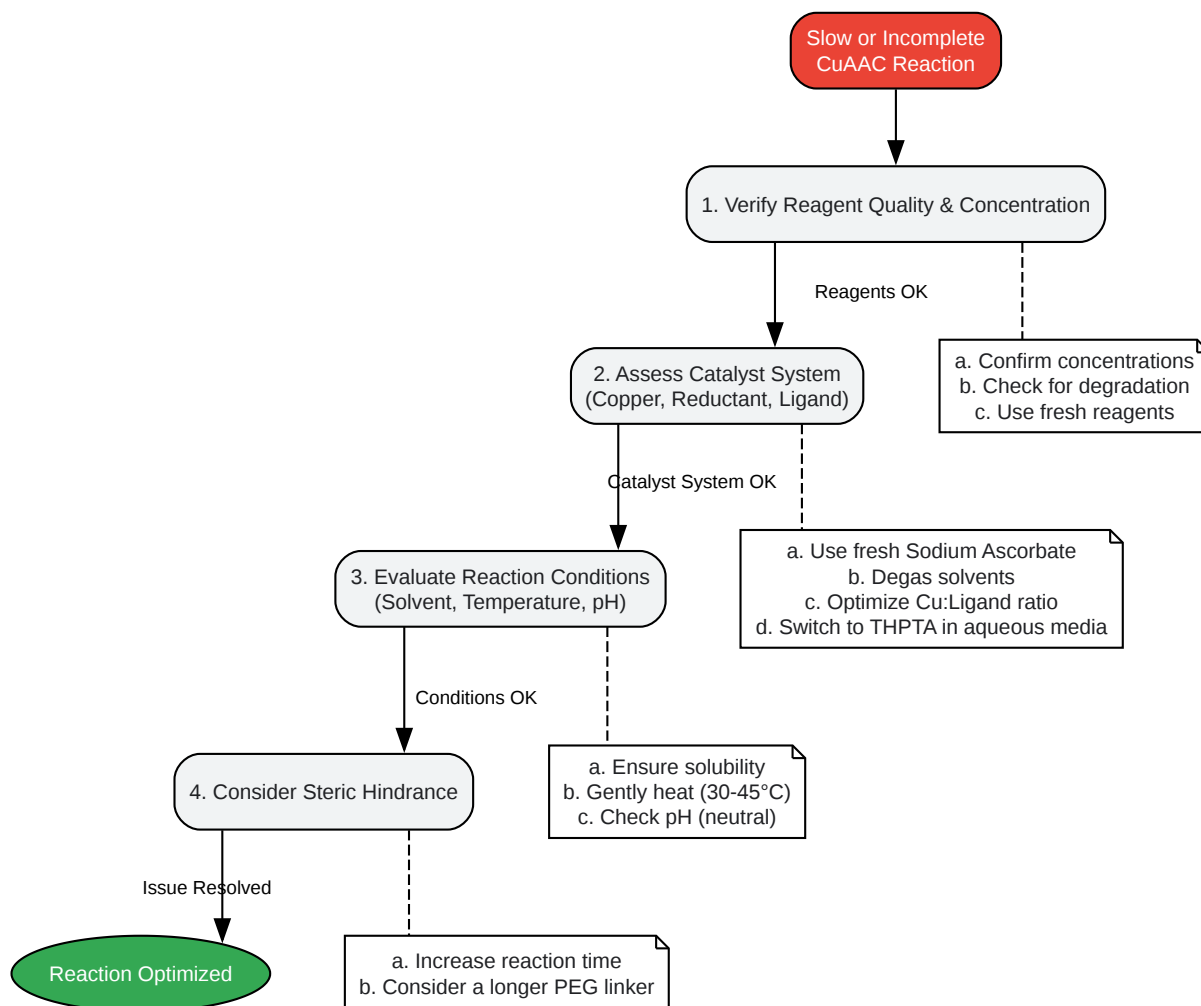 Slow or Incomplete
CuAAC Reaction
1. Verify Reagent Quality & Concentration
Reagents OK
a. Confirm concentrations
b. Check for degradation
c. Use fresh reagents
2. Assess Catalyst System
(Copper, Reductant, Ligand)
Catalyst System OK
a. Use fresh Sodium Ascorbate
b. Degas solvents
c. Optimize Cu:Ligand ratio
d. Switch to THPTA in aqueous media
3. Evaluate Reaction Conditions
(Solvent, Temperature, pH)
Conditions OK
a. Ensure solubility
b. Gently heat (30-45°C)
c. Check pH (neutral)
4. Consider Steric Hindrance
Issue Resolved
a. Increase reaction time
b. Consider a longer PEG linker
Reaction Optimized